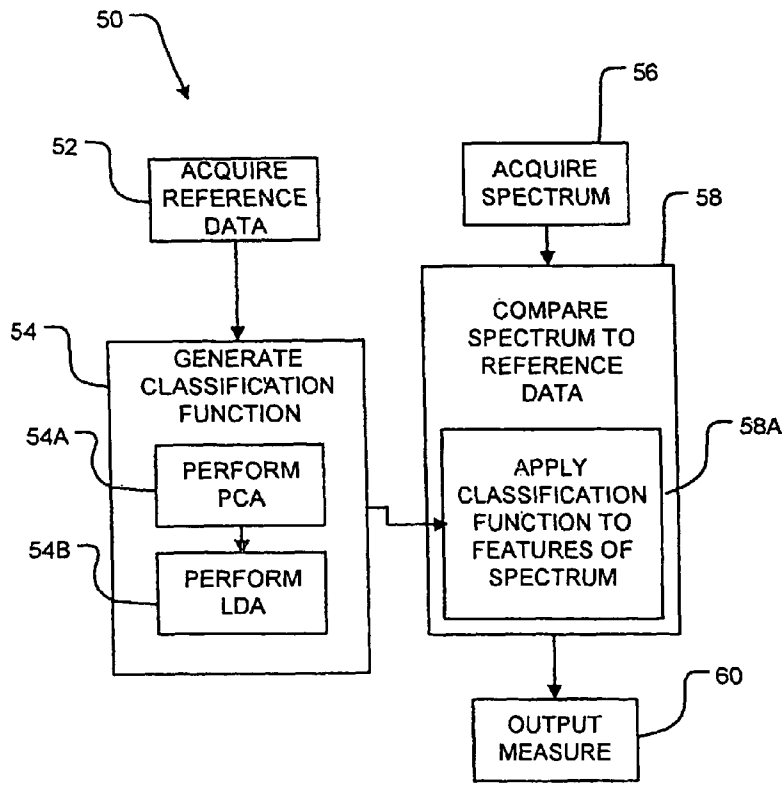 50
52
ACQUIRE
REFERENCE
DATA
54
GENERATE
CLASSIFICATION
FUNCTION
54A
PERFORM
PCA
54B
PERFORM
LDA
56
ACQUIRE
SPECTRUM
58
COMPARE
SPECTRUM TO
REFERENCE
DATA
58A
APPLY
CLASSIFICATION
FUNCTION TO
FEATURES OF
SPECTRUM
60
OUTPUT
MEASURE